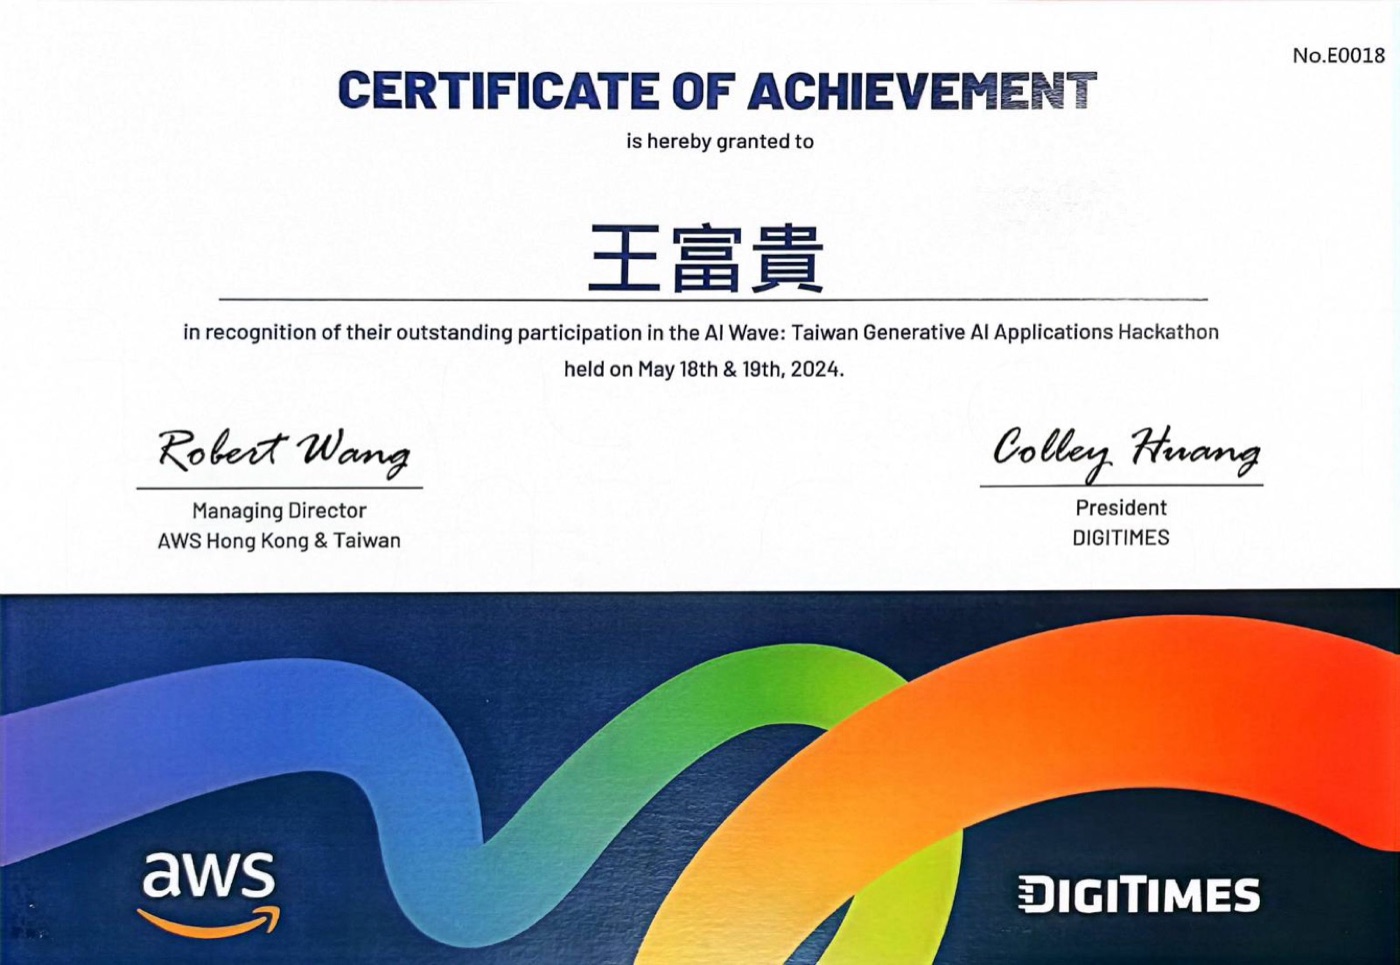 No.E0018
CERTIFICATE OF ACHIEVEMENT
is hereby granted to
王富貴
in recognition of their outstanding participation in the AI Wave: Taiwan Generative AI Applications Hackathon
held on May 18th & 19th, 2024.
Robert Wang
Managing Director
AWS Hong Kong & Taiwan
Colley Huang
President
DIGITIMES
aws
DIGITIMES